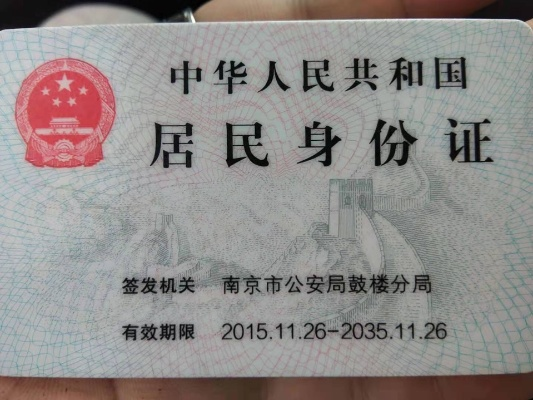 中华人民共和国
居民身份证
签发机关 南京市公安局鼓楼分局
有效期限 2015.11.26-2035.11.26